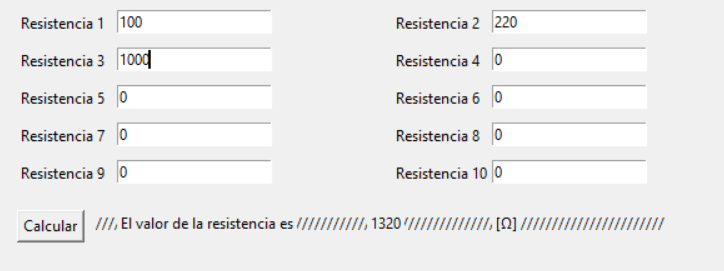 Resistencia 1 100 Resistencia 2 220
Resistencia 3 1000 Resistencia 4 0
Resistencia 5 0 Resistencia 6 0
Resistencia 7 0 Resistencia 8 0
Resistencia 9 0 Resistencia 10 0
Calcular ///, El valor de la resistencia es ///////////, 1320 //////////////, [Ω] ///////////////////////